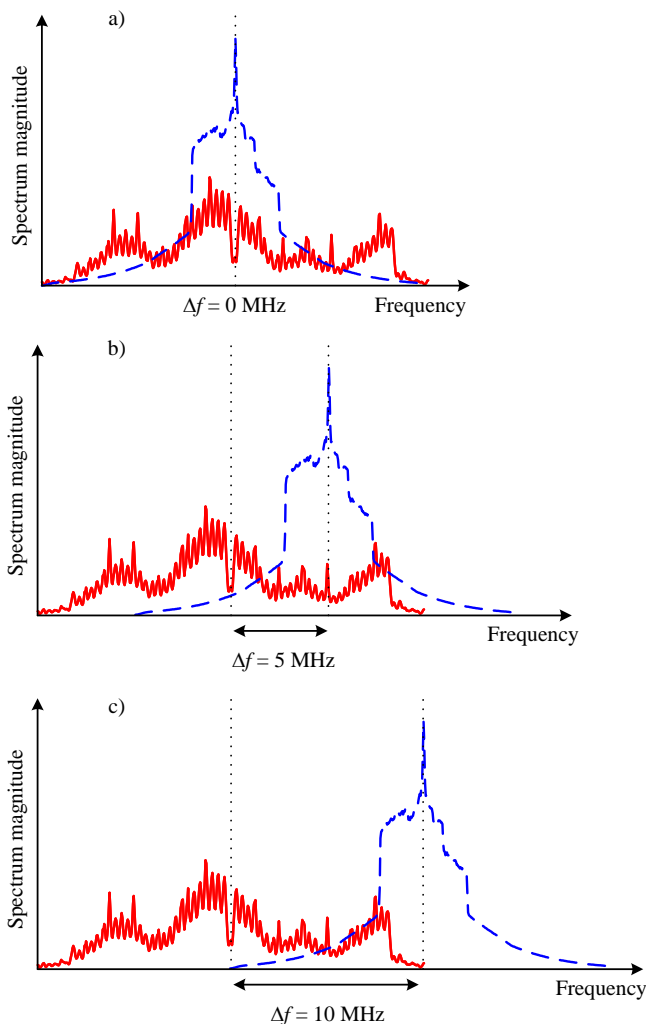 a)
Spectrum magnitude
Δf = 0 MHz
Frequency
b)
Spectrum magnitude
Frequency
Δf = 5 MHz
c)
Spectrum magnitude
Frequency
Δf = 10 MHz